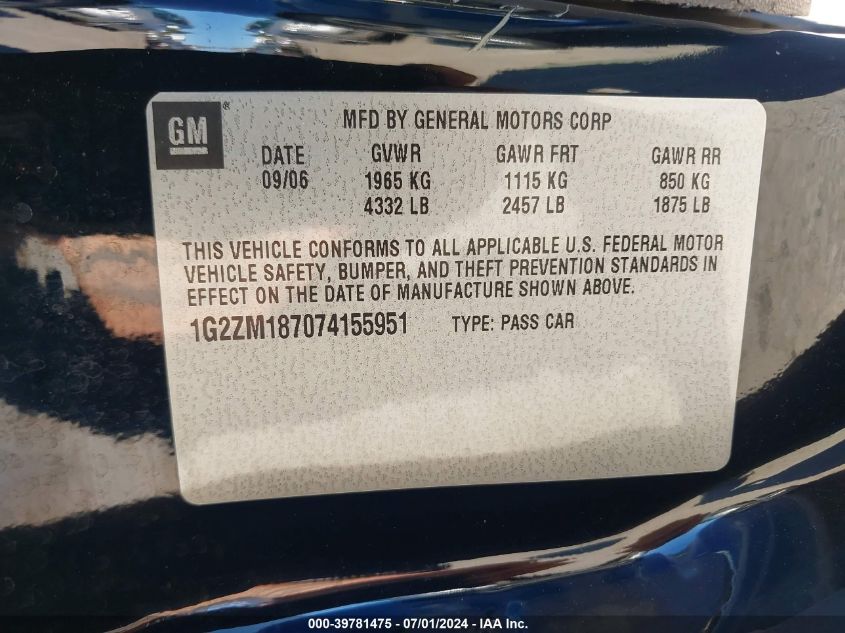 GM ®
MFD BY GENERAL MOTORS CORP
DATE GVWR GAWR FRT GAWR RR
09/06 1965 KG 1115 KG 850 KG
4332 LB 2457 LB 1875 LB
THIS VEHICLE CONFORMS TO ALL APPLICABLE U.S. FEDERAL MOTOR
VEHICLE SAFETY, BUMPER, AND THEFT PREVENTION STANDARDS IN
EFFECT ON THE DATE OF MANUFACTURE SHOWN ABOVE.
1G2ZM187074155951 TYPE: PASS CAR
000-39781475 - 07/01/2024 - IAA Inc.